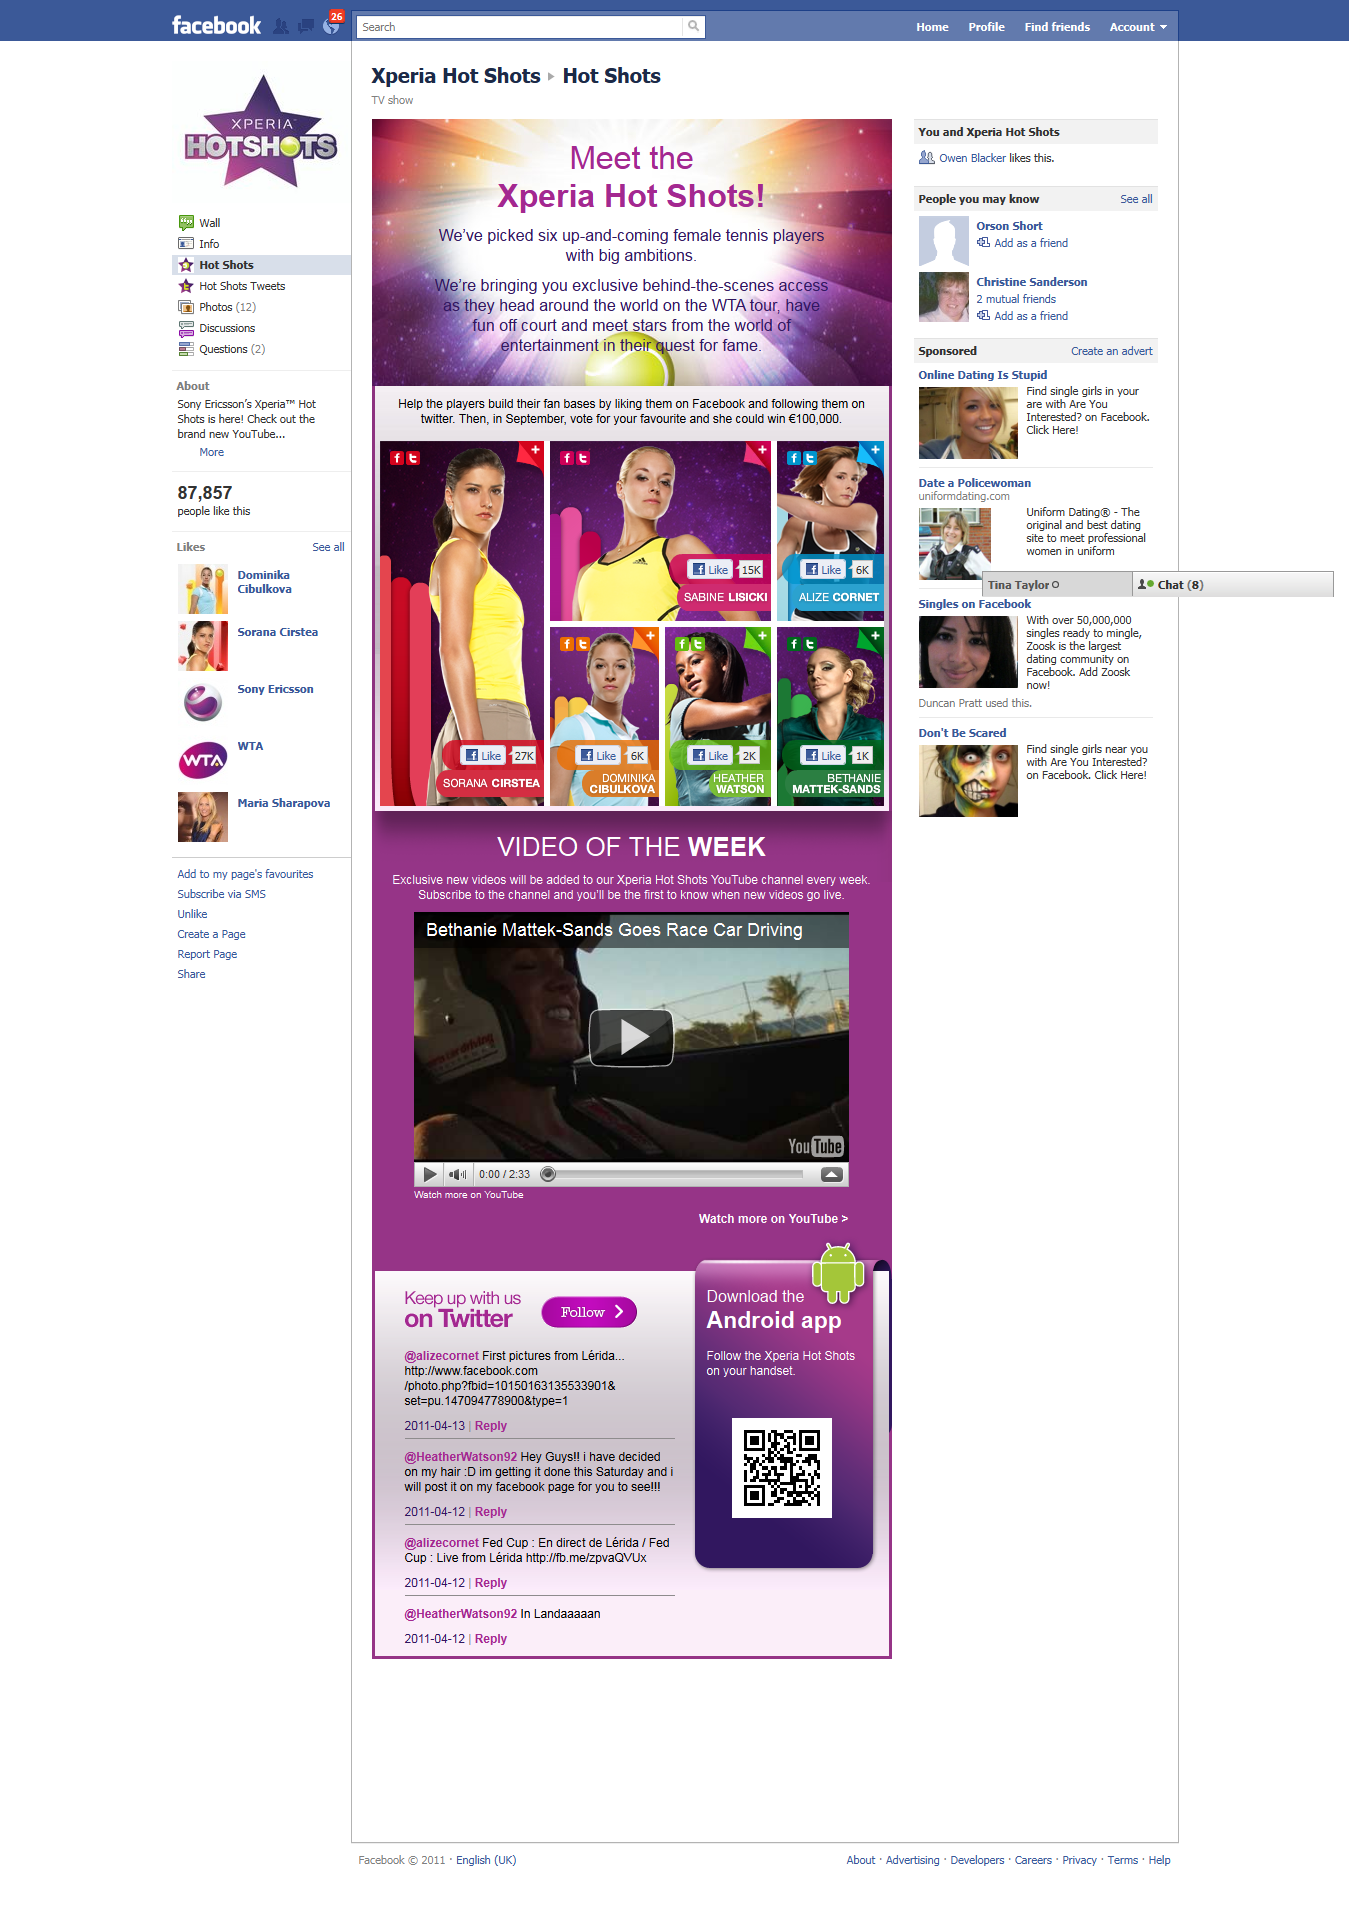 facebook
26
Search
Home
Profile
Find friends
Account
XPERIA™
HOTSHOTS
Wall
Info
Hot Shots
Hot Shots Tweets
Photos (12)
Discussions
Questions (2)
About
Sony Ericsson's Xperia™ Hot
Shots is here! Check out the
brand new YouTube...
More
87,857
people like this
Likes
See all
Dominika
Cibulkova
Sorana Cirstea
Sony Ericsson
WTA
WTA
Maria Sharapova
Add to my page's favourites
Subscribe via SMS
Unlike
Create a Page
Report Page
Share
Xperia Hot Shots
Hot Shots
TV show
Meet the
Xperia Hot Shots!
We've picked six up-and-coming female tennis players
with big ambitions.
We're bringing you exclusive behind-the-scenes access
as they head around the world on the WTA tour, have
fun off court and meet stars from the world of
entertainment in their quest for fame.
Help the players build their fan bases by liking them on Facebook and following them on
twitter. Then, in September, vote for your favourite and she could win €100,000.
Like 27K
SORANA CIRSTEA
Like 15K
SABINE LISICKI
Like 6K
ALIZE CORNET
Like 6K
DOMINIKA
CIBULKOVA
Like 2K
HEATHER
WATSON
Like 1K
BETHANIE
MATTEK-SANDS
VIDEO OF THE WEEK
Exclusive new videos will be added to our Xperia Hot Shots YouTube channel every week.
Subscribe to the channel and you'll be the first to know when new videos go live.
Bethanie Mattek-Sands Goes Race Car Driving
YouTube
0:00 / 2:33
Watch more on YouTube
Watch more on YouTube >
Keep up with us
on Twitter
Follow
@alizecornet First pictures from Lérida...
http://www.facebook.com
/photo.php?fbid=10150163135533901&
set=pu.147094778900&type=1
2011-04-13 | Reply
@HeatherWatson92 Hey Guys!! i have decided
on my hair :D im getting it done this Saturday and i
will post it on my facebook page for you to see!!!
2011-04-12 | Reply
@alizecornet Fed Cup : En direct de Lérida / Fed
Cup : Live from Lérida http://fb.me/zpvaQVUx
2011-04-12 | Reply
@HeatherWatson92 In Landaaaaan
2011-04-12 | Reply
Download the
Android app
Follow the Xperia Hot Shots
on your handset.
You and Xperia Hot Shots
Owen Blacker likes this.
People you may know
See all
Orson Short
Add as a friend
Christine Sanderson
2 mutual friends
Add as a friend
Sponsored
Create an advert
Online Dating Is Stupid
Find single girls in your
are with Are You
Interested? on Facebook.
Click Here!
Date a Policewoman
uniformdating.com
Uniform Dating® - The
original and best dating
site to meet professional
women in uniform
Tina Taylor
Chat (8)
Singles on Facebook
With over 50,000,000
singles ready to mingle,
Zoosk is the largest
dating community on
Facebook. Add Zoosk
now!
Duncan Pratt used this.
Don't Be Scared
Find single girls near you
with Are You Interested?
on Facebook. Click Here!
Facebook © 2011 · English (UK)
About · Advertising · Developers · Careers · Privacy · Terms · Help